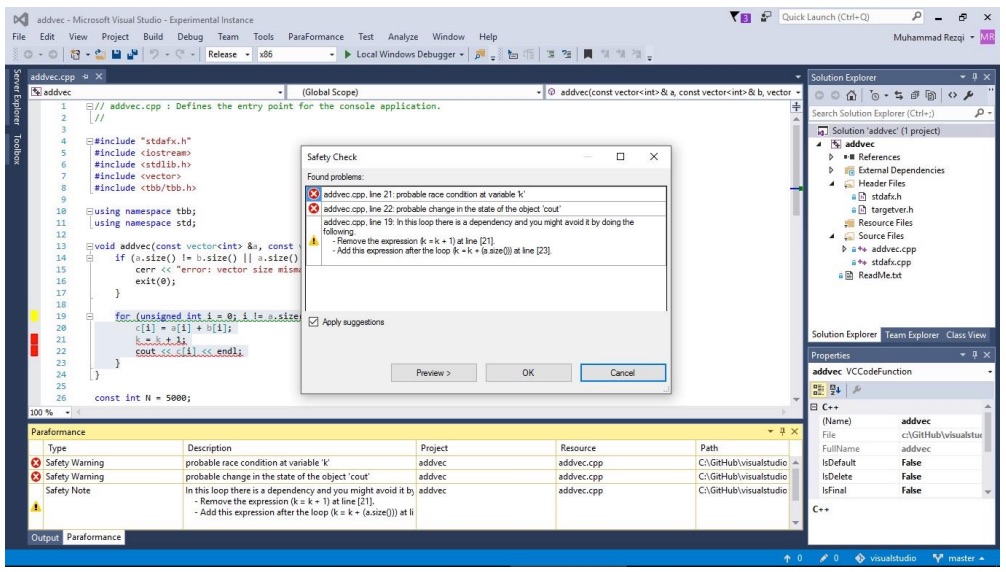 addvec - Microsoft Visual Studio - Experimental Instance
3
Quick Launch (Ctrl+Q)
File Edit View Project Build Debug Team Tools ParaFormance Test Analyze Window Help
Muhammad Rezqi
MR
Release x86 Local Windows Debugger
Server Explorer
Toolbox
addvec.cpp
addvec (Global Scope) addvec(const vector<int> & a, const vector<int> & b, vector
1 // addvec.cpp : Defines the entry point for the console application.
2 //
3
4 #include "stdafx.h"
5 #include <iostream>
6 #include <stdlib.h>
7 #include <vector>
8 #include <tbb/tbb.h>
9
10 using namespace tbb;
11 using namespace std;
12
13 void addvec(const vector<int> &a, const
14 if (a.size() != b.size() || a.size()
15 cerr << "error: vector size misma
16 exit(0);
17 }
18
19 for (unsigned int i = 0; i != a.size
20 c[i] = a[i] + b[i];
21 k = k + 1;
22 cout << c[i] << endl;
23 }
24 }
25
26 const int N = 5000;
100 %
Safety Check
Found problems:
addvec.cpp, line 21: probable race condition at variable 'k'
addvec.cpp, line 22: probable change in the state of the object 'cout'
addvec.cpp, line 19: In this loop there is a dependency and you might avoid it by doing the
following.
- Remove the expression (k = k + 1) at line [21].
- Add this expression after the loop (k = k + (a.size())) at line [23].
Apply suggestions
Preview > OK Cancel
Solution Explorer
Search Solution Explorer (Ctrl+;)
Solution 'addvec' (1 project)
addvec
References
External Dependencies
Header Files
stdafx.h
targetver.h
Resource Files
Source Files
addvec.cpp
stdafx.cpp
ReadMe.txt
Solution Explorer Team Explorer Class View
Properties
addvec VCCodeFunction
C++
(Name) addvec
File c:\GitHub\visualstuc
FullName addvec
IsDefault False
IsDelete False
IsFinal False
C++
Paraformance
Type Description Project Resource Path
Safety Warning probable race condition at variable 'k' addvec addvec.cpp C:\GitHub\visualstudio
Safety Warning probable change in the state of the object 'cout' addvec addvec.cpp C:\GitHub\visualstudio
Safety Note In this loop there is a dependency and you might avoid it by addvec addvec.cpp C:\GitHub\visualstudio
- Remove the expression (k = k + 1) at line [21].
- Add this expression after the loop (k = k + (a.size())) at li
Output Paraformance
0 0 visualstudio master